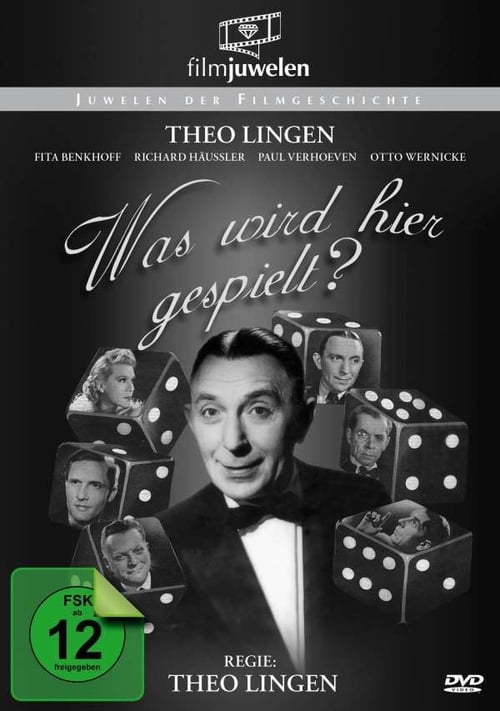 filmjuwelen
JUWELEN DER FILMGESCHICHTE
THEO LINGEN
FITA BENKHOFF RICHARD HÄUSSLER PAUL VERHOEVEN OTTO WERNICKE
Was wird hier
gespielt?
FSK
ab
12
freigegeben
REGIE:
THEO LINGEN
DVD
VIDEO